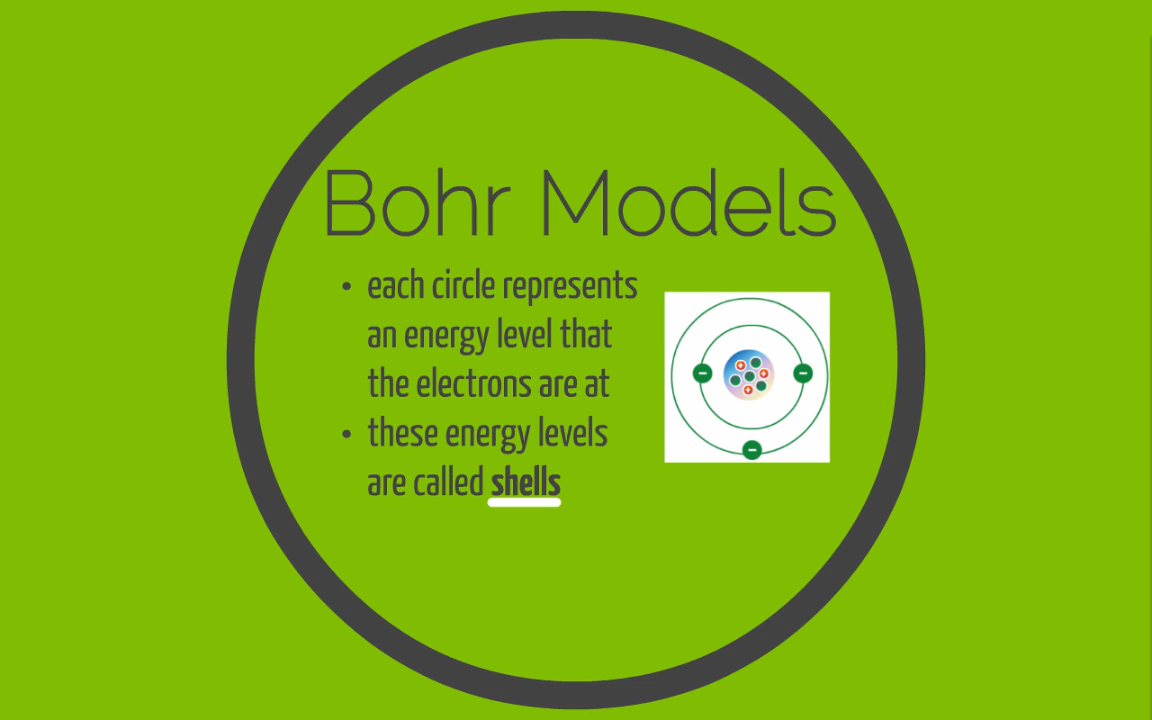 Bohr Models
• each circle represents
an energy level that
the electrons are at
• these energy levels
are called shells